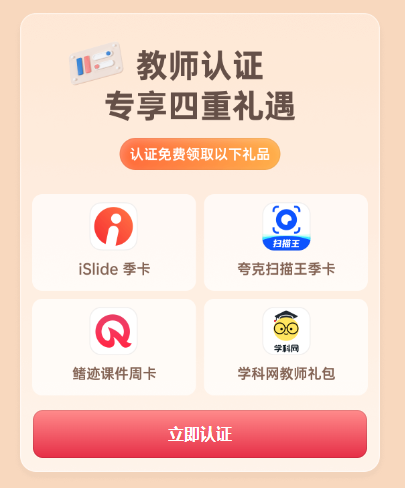 教师认证
专享四重礼遇
认证免费领取以下礼品
扫描王
iSlide 季卡
夸克扫描王季卡
学科网
鳍迹课件周卡
学科网教师礼包
立即认证